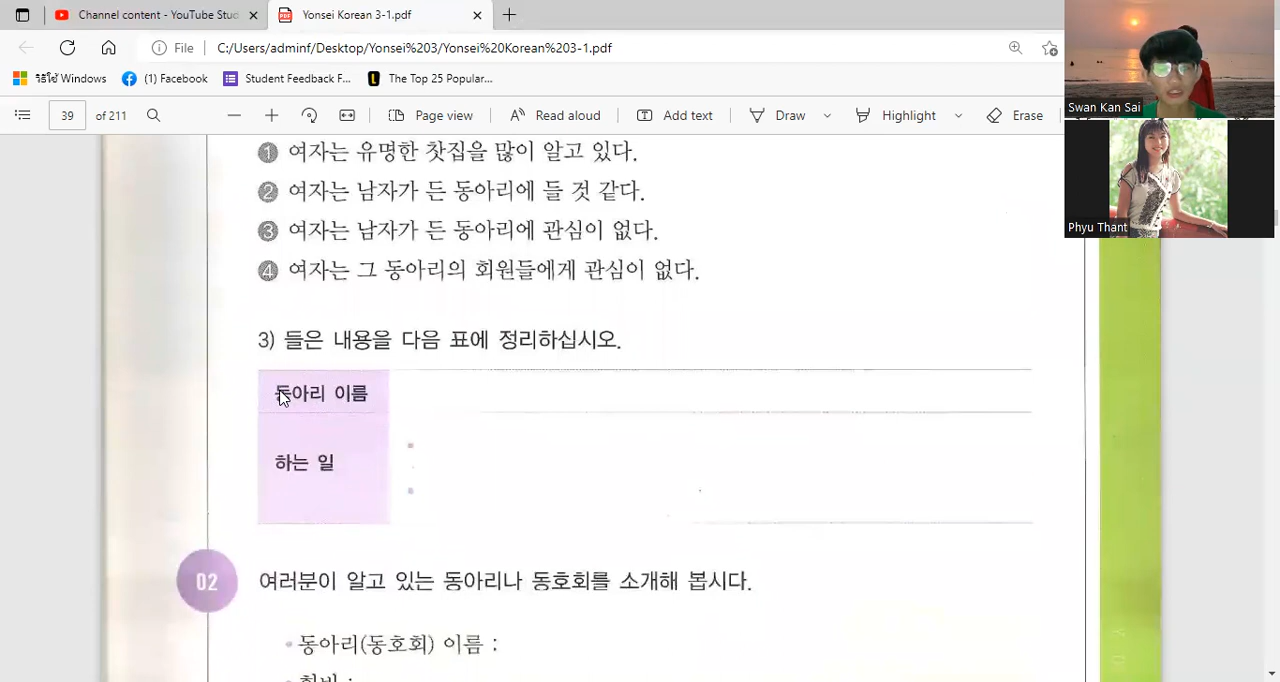 Channel content - YouTube Stud
Yonsei Korean 3-1.pdf
File
C:/Users/adminf/Desktop/Yonsei%203/Yonsei%20Korean%203-1.pdf
วิธีใช้ Windows
(1) Facebook
Student Feedback F...
The Top 25 Popular...
39 of 211
Page view
Read aloud
Add text
Draw
Highlight
Erase
Swan Kan Sai
Phyu Thant
① 여자는 유명한 찻집을 많이 알고 있다.
② 여자는 남자가 든 동아리에 들 것 같다.
③ 여자는 남자가 든 동아리에 관심이 없다.
④ 여자는 그 동아리의 회원들에게 관심이 없다.
3) 들은 내용을 다음 표에 정리하십시오.
동아리 이름
하는 일
02 여러분이 알고 있는 동아리나 동호회를 소개해 봅시다.
• 동아리(동호회) 이름 :